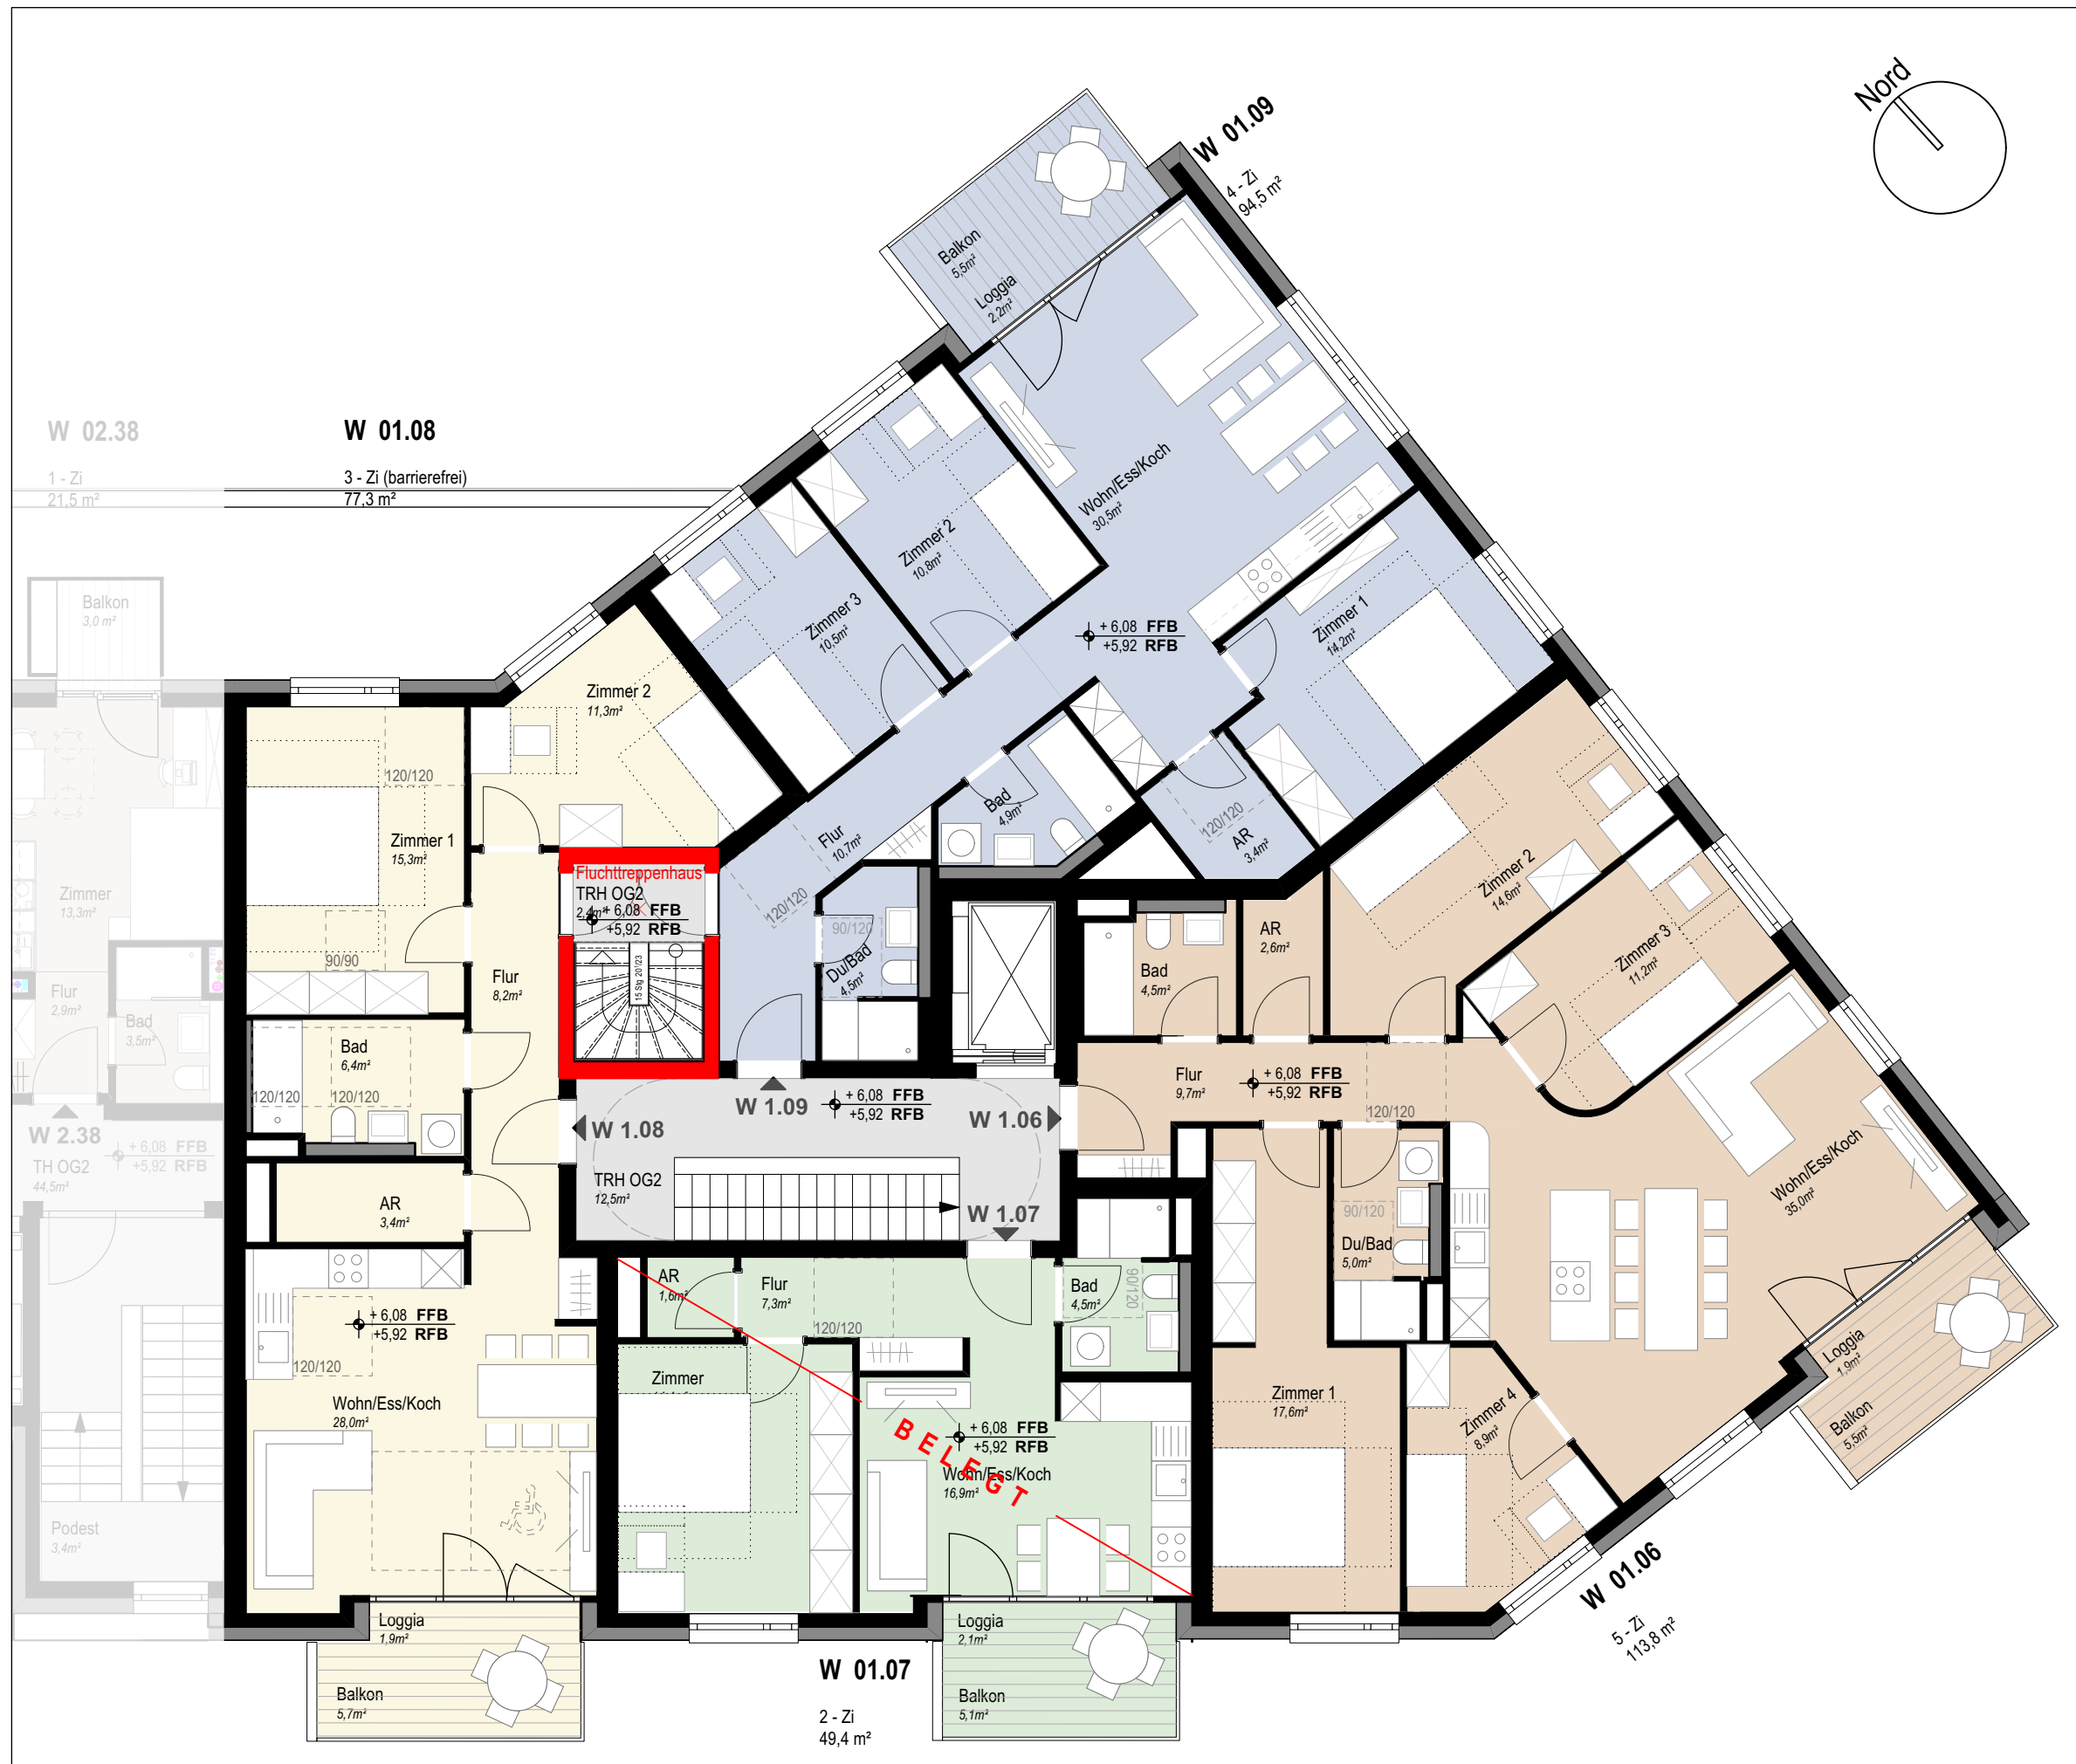 Nord
W 01.09
4 - Zi
94,5 m²
Balkon
5,5m²
Loggia
2,2m²
Wohn/Ess/Koch
30,5m²
Zimmer 2
10,8m²
Zimmer 3
10,5m²
Zimmer 1
14,2m²
+ 6,08 FFB
+5,92 RFB
Bad
4,9m²
120/120
AR
3,4m²
Flur
10,7m²
120/120
90/120
Du/Bad
4,5m²
W 02.38
1 - Zi
21,5 m²
W 01.08
3 - Zi (barrierefrei)
77,3 m²
Balkon
3,0 m²
Zimmer
13,3m²
Flur
2,9m²
Bad
3,5m²
W 2.38
TH OG2
44,5m²
+ 6,08 FFB
+5,92 RFB
Podest
3,4m²
Zimmer 2
11,3m²
120/120
Zimmer 1
15,3m²
90/90
Flur
8,2m²
Bad
6,4m²
120/120
120/120
AR
3,4m²
+ 6,08 FFB
+5,92 RFB
120/120
Wohn/Ess/Koch
28,0m²
Loggia
1,9m²
Balkon
5,7m²
Fluchttreppenhaus
TRH OG2
2,4m²
+ 6,08 FFB
+5,92 RFB
15 Stg 201/23
W 1.09
+ 6,08 FFB
+5,92 RFB
W 1.08
W 1.06
TRH OG2
12,5m²
W 1.07
AR
1,6m²
Flur
7,3m²
120/120
Bad
4,5m²
90/120
Zimmer
BELEGT
+ 6,08 FFB
+5,92 RFB
Wohn/Ess/Koch
16,9m²
Loggia
2,1m²
Balkon
5,1m²
W 01.07
2 - Zi
49,4 m²
Bad
4,5m²
AR
2,6m²
Zimmer 2
14,6m²
Zimmer 3
11,2m²
Flur
9,7m²
+ 6,08 FFB
+5,92 RFB
120/120
90/120
Du/Bad
5,0m²
Wohn/Ess/Koch
35,0m²
Zimmer 1
17,6m²
Zimmer 4
8,9m²
Loggia
1,9m²
Balkon
5,5m²
W 01.06
5 - Zi
113,8 m²